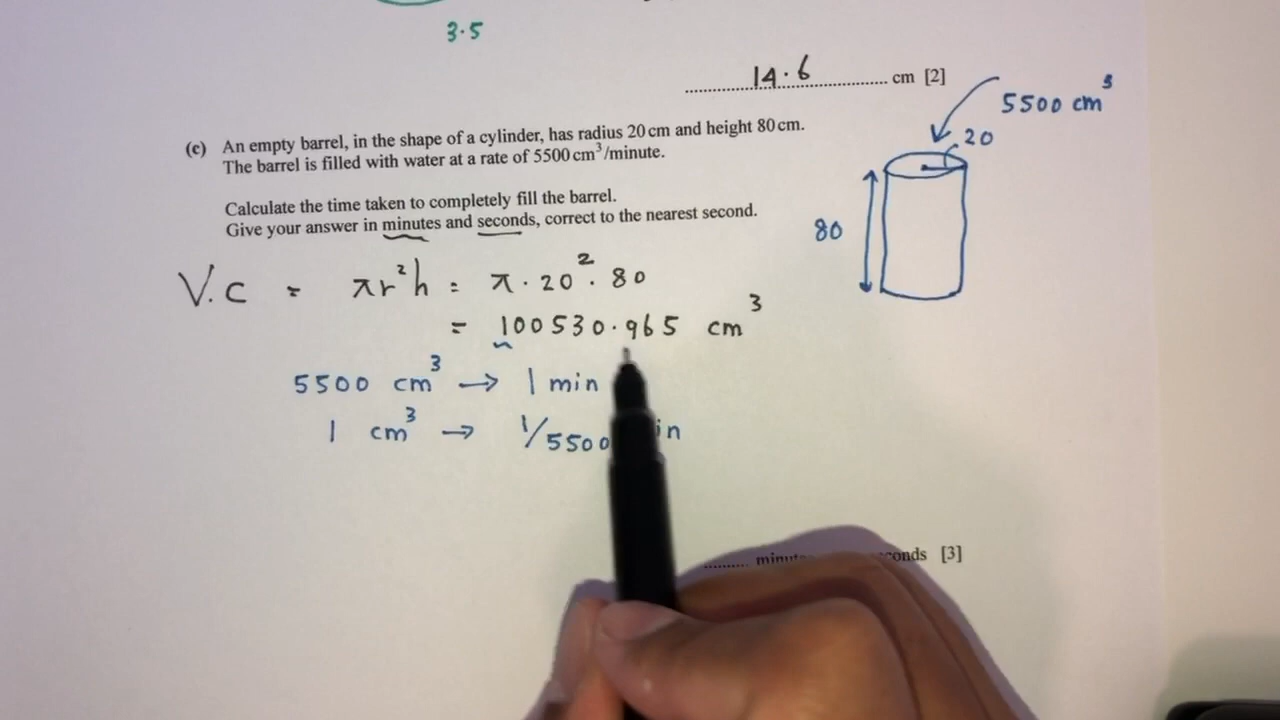 3.5
14.6 cm [2]
5500 cm³
20
80
(c) An empty barrel, in the shape of a cylinder, has radius 20 cm and height 80 cm.
The barrel is filled with water at a rate of 5500 cm³/minute.
Calculate the time taken to completely fill the barrel.
Give your answer in minutes and seconds, correct to the nearest second.
V.C = πr²h = π · 20² · 80
= 100530.965 cm³
5500 cm³ → 1 min
1 cm³ → 1/5500
[3]